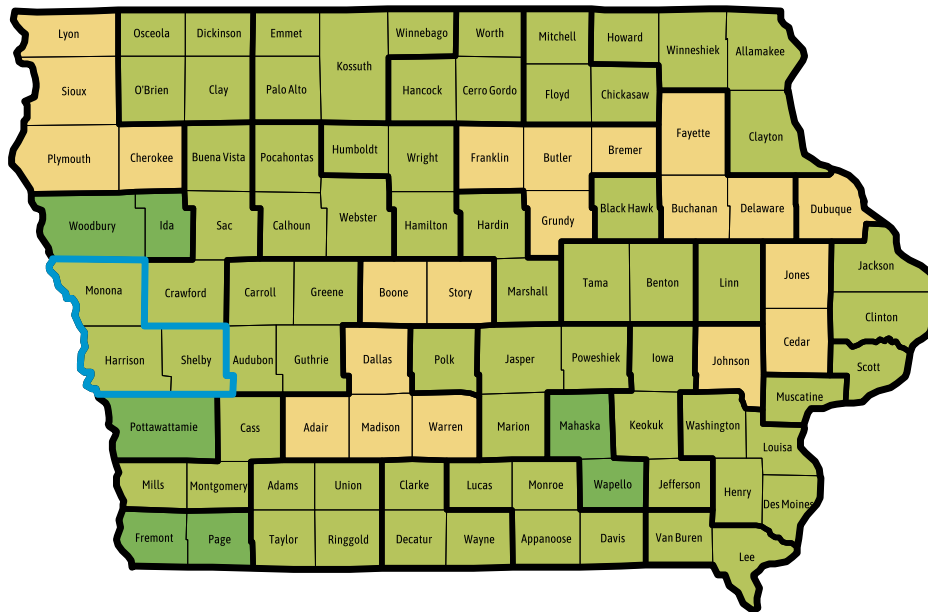 Lyon
Osceola
Dickinson
Emmet
Kossuth
Winnebago
Worth
Mitchell
Howard
Winneshiek
Allamakee
Sioux
O'Brien
Clay
Palo Alto
Hancock
Cerro Gordo
Floyd
Chickasaw
Fayette
Clayton
Plymouth
Cherokee
Buena Vista
Pocahontas
Humboldt
Wright
Franklin
Butler
Bremer
Woodbury
Ida
Sac
Calhoun
Webster
Hamilton
Hardin
Grundy
Black Hawk
Buchanan
Delaware
Dubuque
Monona
Crawford
Carroll
Greene
Boone
Story
Marshall
Tama
Benton
Linn
Jones
Jackson
Clinton
Harrison
Shelby
Audubon
Guthrie
Dallas
Polk
Jasper
Poweshiek
Iowa
Johnson
Cedar
Scott
Muscatine
Pottawattamie
Cass
Adair
Madison
Warren
Marion
Mahaska
Keokuk
Washington
Louisa
Mills
Montgomery
Adams
Union
Clarke
Lucas
Monroe
Wapello
Jefferson
Henry
Des Moines
Fremont
Page
Taylor
Ringgold
Decatur
Wayne
Appanoose
Davis
Van Buren
Lee